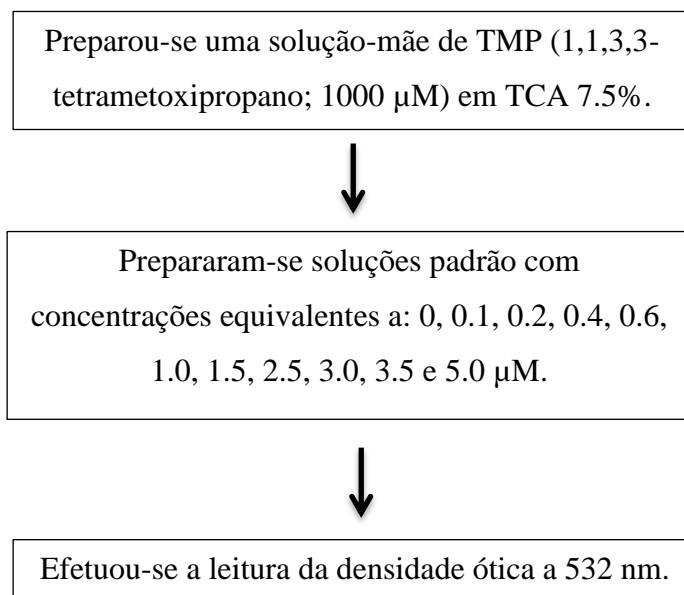 Preparou-se uma solução-mãe de TMP (1,1,3,3-
tetrametoxipropano; 1000 µM) em TCA 7.5%.
Prepararam-se soluções padrão com
concentrações equivalentes a: 0, 0.1, 0.2, 0.4, 0.6,
1.0, 1.5, 2.5, 3.0, 3.5 e 5.0 µM.
Efetuou-se a leitura da densidade ótica a 532 nm.